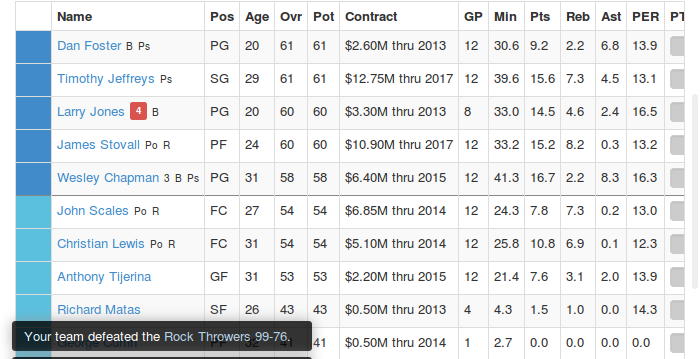 Name Pos Age Ovr Pot Contract GP Min Pts Reb Ast PER PT
Dan Foster B Ps PG 20 61 61 $2.60M thru 2013 12 30.6 9.2 2.2 6.8 13.9
Timothy Jeffreys Ps SG 29 61 61 $12.75M thru 2017 12 39.6 15.6 7.3 4.5 13.1
Larry Jones 4 B PG 20 60 60 $3.30M thru 2013 8 33.0 14.5 4.6 2.4 16.5
James Stovall Po R PF 24 60 60 $10.90M thru 2017 12 33.2 15.2 8.2 0.3 13.2
Wesley Chapman 3 B Ps PG 31 58 58 $6.40M thru 2015 12 41.3 16.7 2.2 8.3 16.3
John Scales Po R FC 27 54 54 $6.85M thru 2014 12 24.3 7.8 7.3 0.2 13.0
Christian Lewis Po R FC 31 54 54 $5.10M thru 2014 12 25.8 10.8 6.9 0.1 12.3
Anthony Tijerina GF 31 53 53 $2.20M thru 2015 12 21.4 7.6 3.1 2.0 13.9
Richard Matas SF 26 43 43 $0.50M thru 2013 4 4.3 1.5 1.0 0.0 14.3
Your team defeated the Rock Throwers 99-76.
41 $0.50M thru 2014 1 2.7 0.0 0.0 0.0 0.0